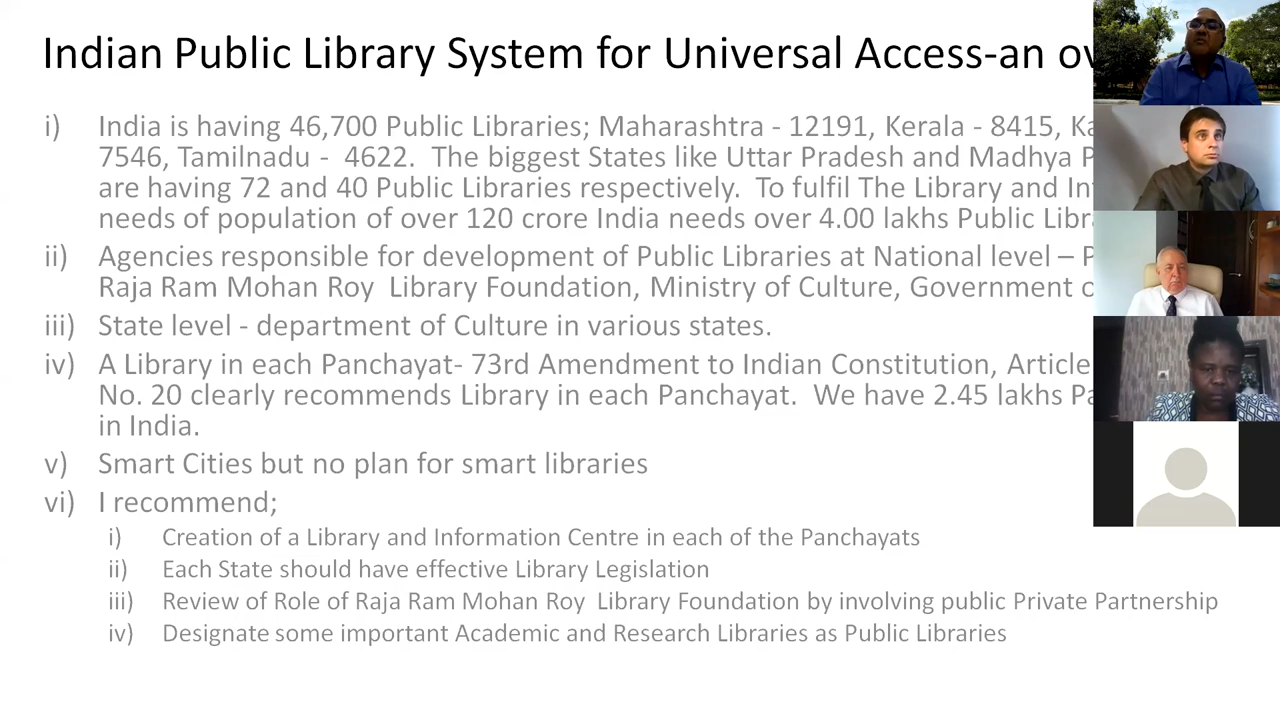 Indian Public Library System for Universal Access-an
i) India is having 46,700 Public Libraries; Maharashtra - 12191, Kerala - 8415,
7546, Tamilnadu - 4622. The biggest States like Uttar Pradesh and Madhya
are having 72 and 40 Public Libraries respectively. To fulfil The Library and
needs of population of over 120 crore India needs over 4.00 lakhs Public
ii) Agencies responsible for development of Public Libraries at National level –
Raja Ram Mohan Roy Library Foundation, Ministry of Culture, Government
iii) State level - department of Culture in various states.
iv) A Library in each Panchayat- 73rd Amendment to Indian Constitution, Article
No. 20 clearly recommends Library in each Panchayat. We have 2.45 lakhs
in India.
v) Smart Cities but no plan for smart libraries
vi) I recommend;
i) Creation of a Library and Information Centre in each of the Panchayats
ii) Each State should have effective Library Legislation
iii) Review of Role of Raja Ram Mohan Roy Library Foundation by involving public Private Partnership
iv) Designate some important Academic and Research Libraries as Public Libraries